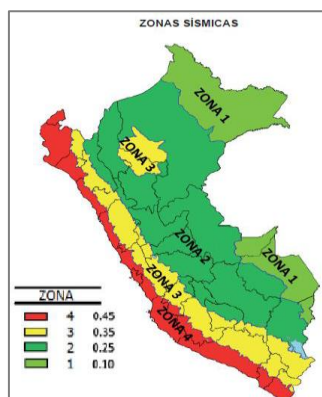 ZONAS SÍSMICAS
ZONA 1
ZONA 3
ZONA 2
ZONA 1
ZONA 3
ZONA 4
ZONA
4 0.45
3 0.35
2 0.25
1 0.10